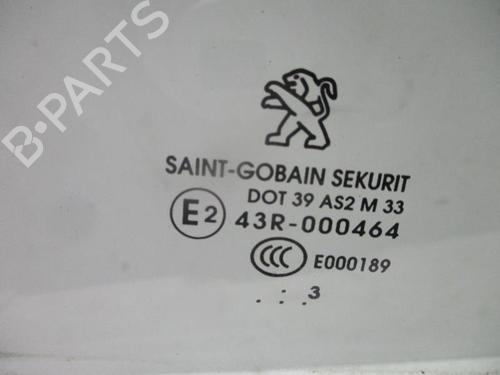 B-PARTS
SAINT-GOBAIN SEKURIT
DOT 39 AS2 M 33
E2 43R-000464
CCC E000189
. : : . . 3